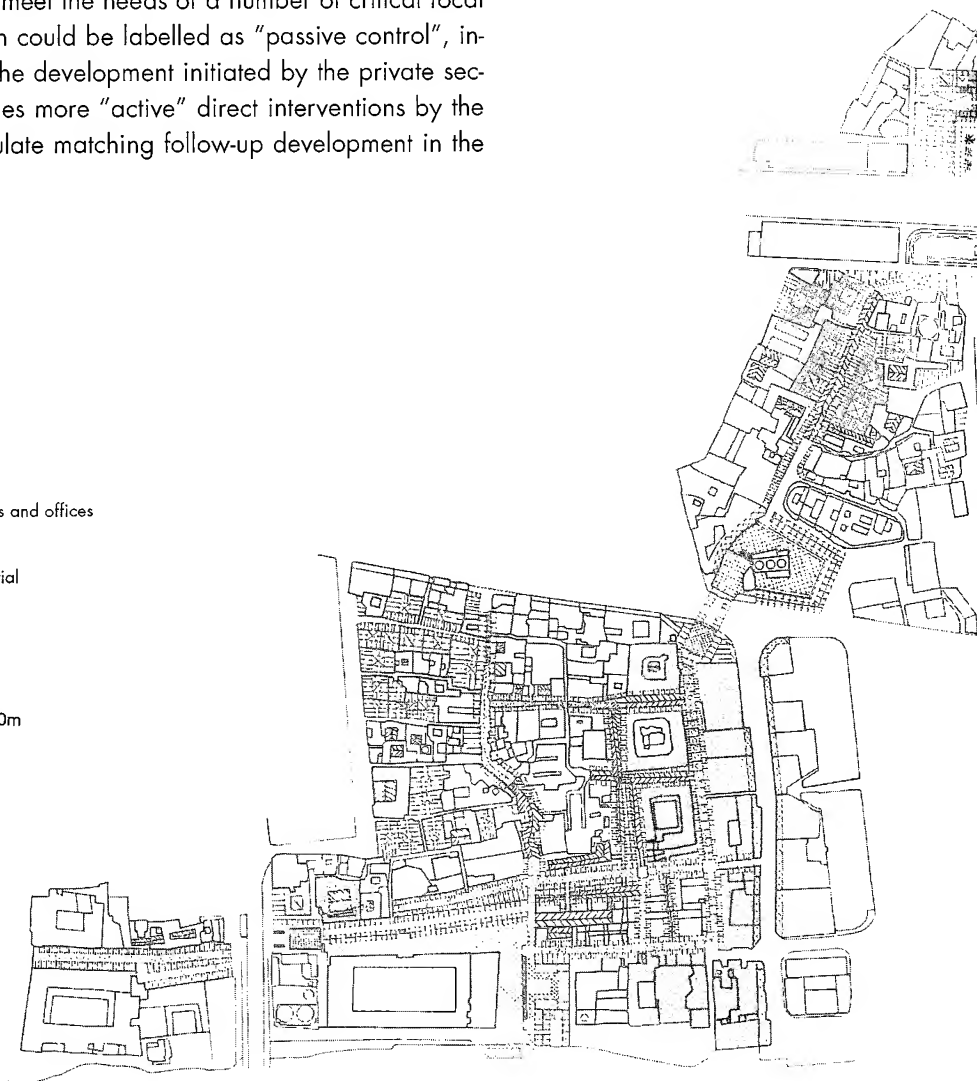 meet the needs of a number of critical local
could be labelled as "passive control", in-
he development initiated by the private sec-
es more "active" direct interventions by the
ulate matching follow-up development in the
s and offices
ial
0m